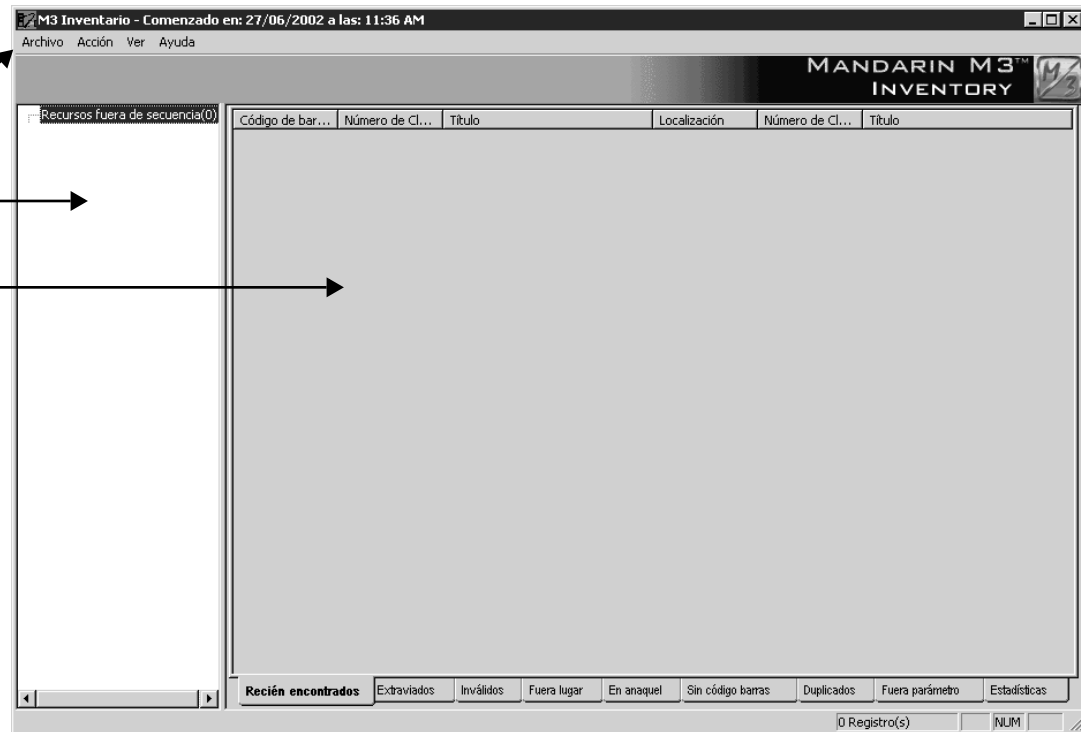 M3 Inventario - Comenzado en: 27/06/2002 a las: 11:36 AM
Archivo Acción Ver Ayuda
MANDARIN M3™
INVENTORY
M/3
Recursos fuera de secuencia(0)
Código de bar... Número de Cl... Título Localización Número de Cl... Título
Recién encontrados Extraviados Inválidos Fuera lugar En anaquel Sin código barras Duplicados Fuera parámetro Estadísticas
0 Registro(s) NUM